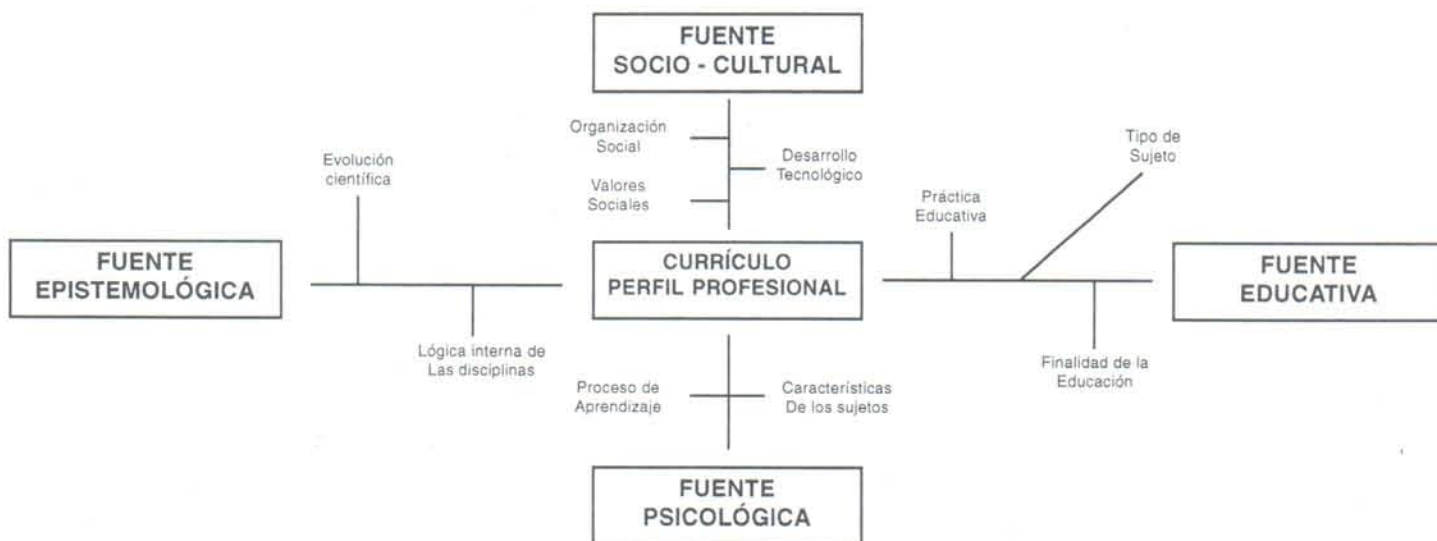 FUENTE
SOCIO - CULTURAL
Organización
Social
Desarrollo
Tecnológico
Valores
Sociales
Evolución
científica
Tipo de
Sujeto
Práctica
Educativa
FUENTE
EPISTEMOLÓGICA
CURRÍCULO
PERFIL PROFESIONAL
FUENTE
EDUCATIVA
Lógica interna de
Las disciplinas
Finalidad de la
Educación
Proceso de
Aprendizaje
Características
De los sujetos
FUENTE
PSICOLÓGICA